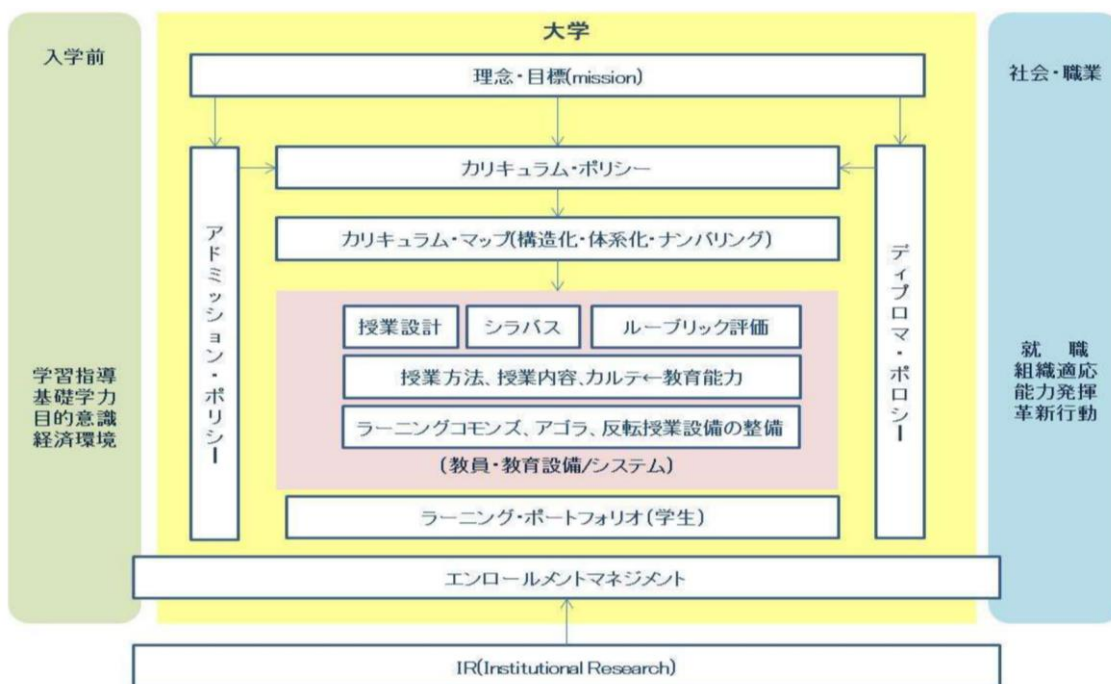 大学
入学前
社会・職業
理念・目標(mission)
カリキュラム・ポリシー
カリキュラム・マップ(構造化・体系化・ナンバリング)
アドミッション・ポリシー
ディプロマ・ポロシー
授業設計
シラバス
ルーブリック評価
授業方法、授業内容、カルテ←教育能力
ラーニングコモンズ、アゴラ、反転授業設備の整備
(教員・教育設備/システム)
学習指導
基礎学力
目的意識
経済環境
就 職
組織適応
能力発揮
革新行動
ラーニング・ポートフォリオ(学生)
エンロールメントマネジメント
IR(Institutional Research)